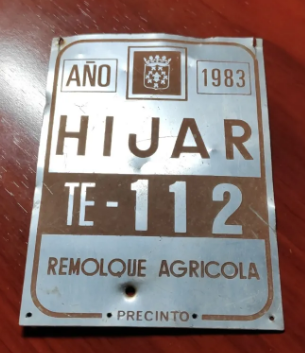 AÑO 1983
HIJAR
TE-112
REMOLQUE AGRICOLA
PRECINTO